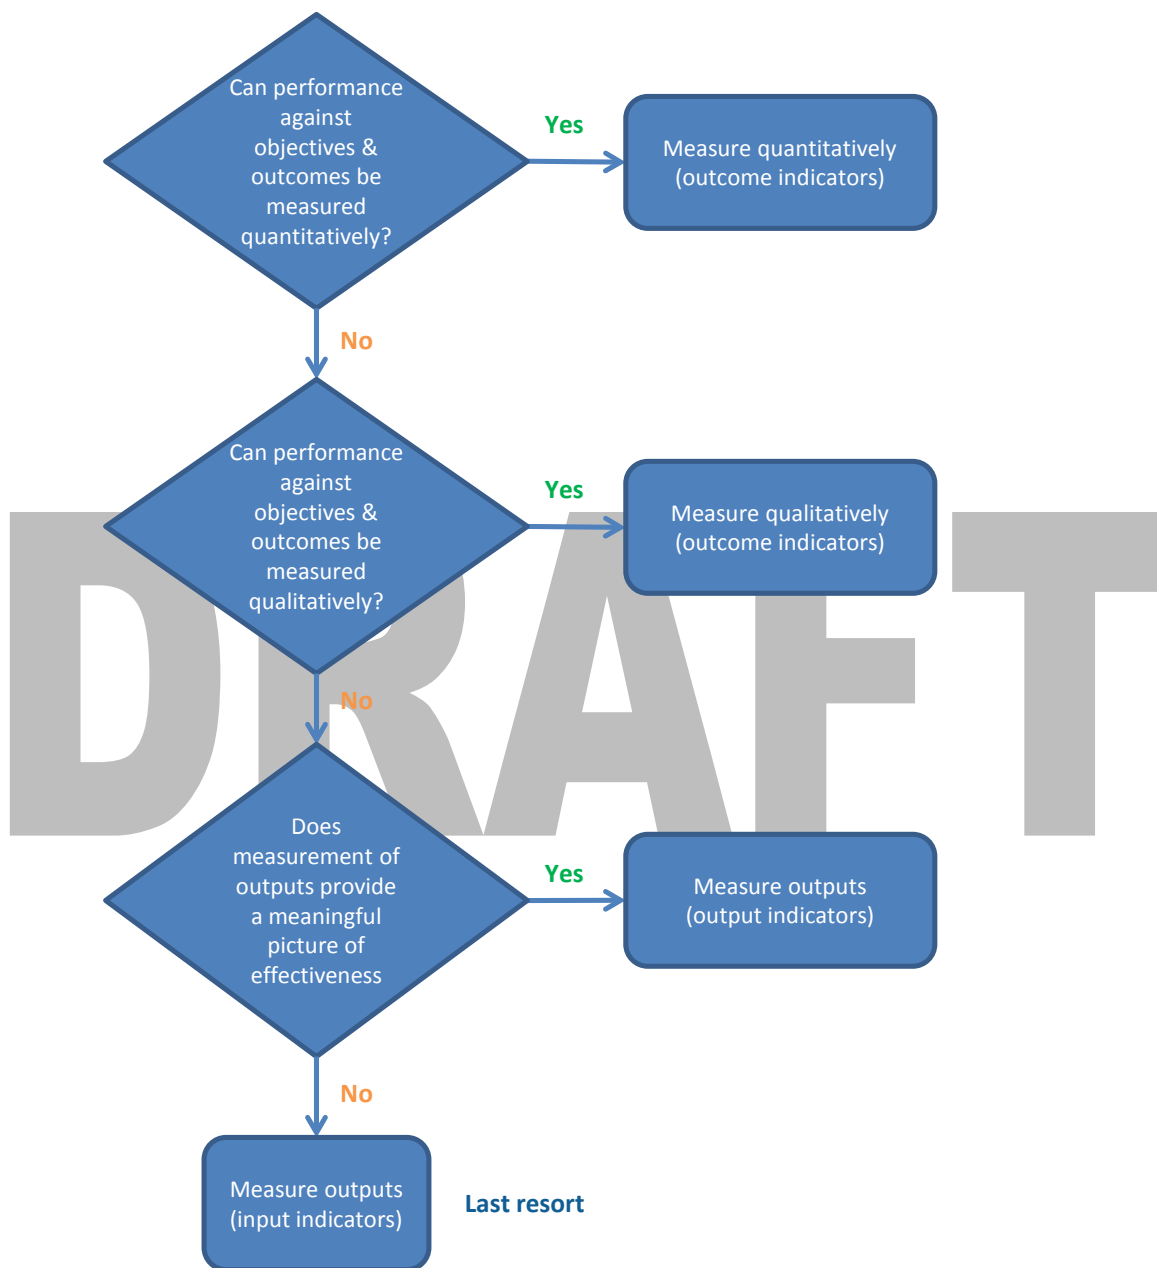 Can performance
against
objectives &
outcomes be
measured
quantitatively?
Yes
Measure quantitatively
(outcome indicators)
No
Can performance
against
objectives &
outcomes be
measured
qualitatively?
Yes
Measure qualitatively
(outcome indicators)
DRAFT
No
Does
measurement of
outputs provide
a meaningful
picture of
effectiveness
Yes
Measure outputs
(output indicators)
No
Measure outputs
(input indicators)
Last resort